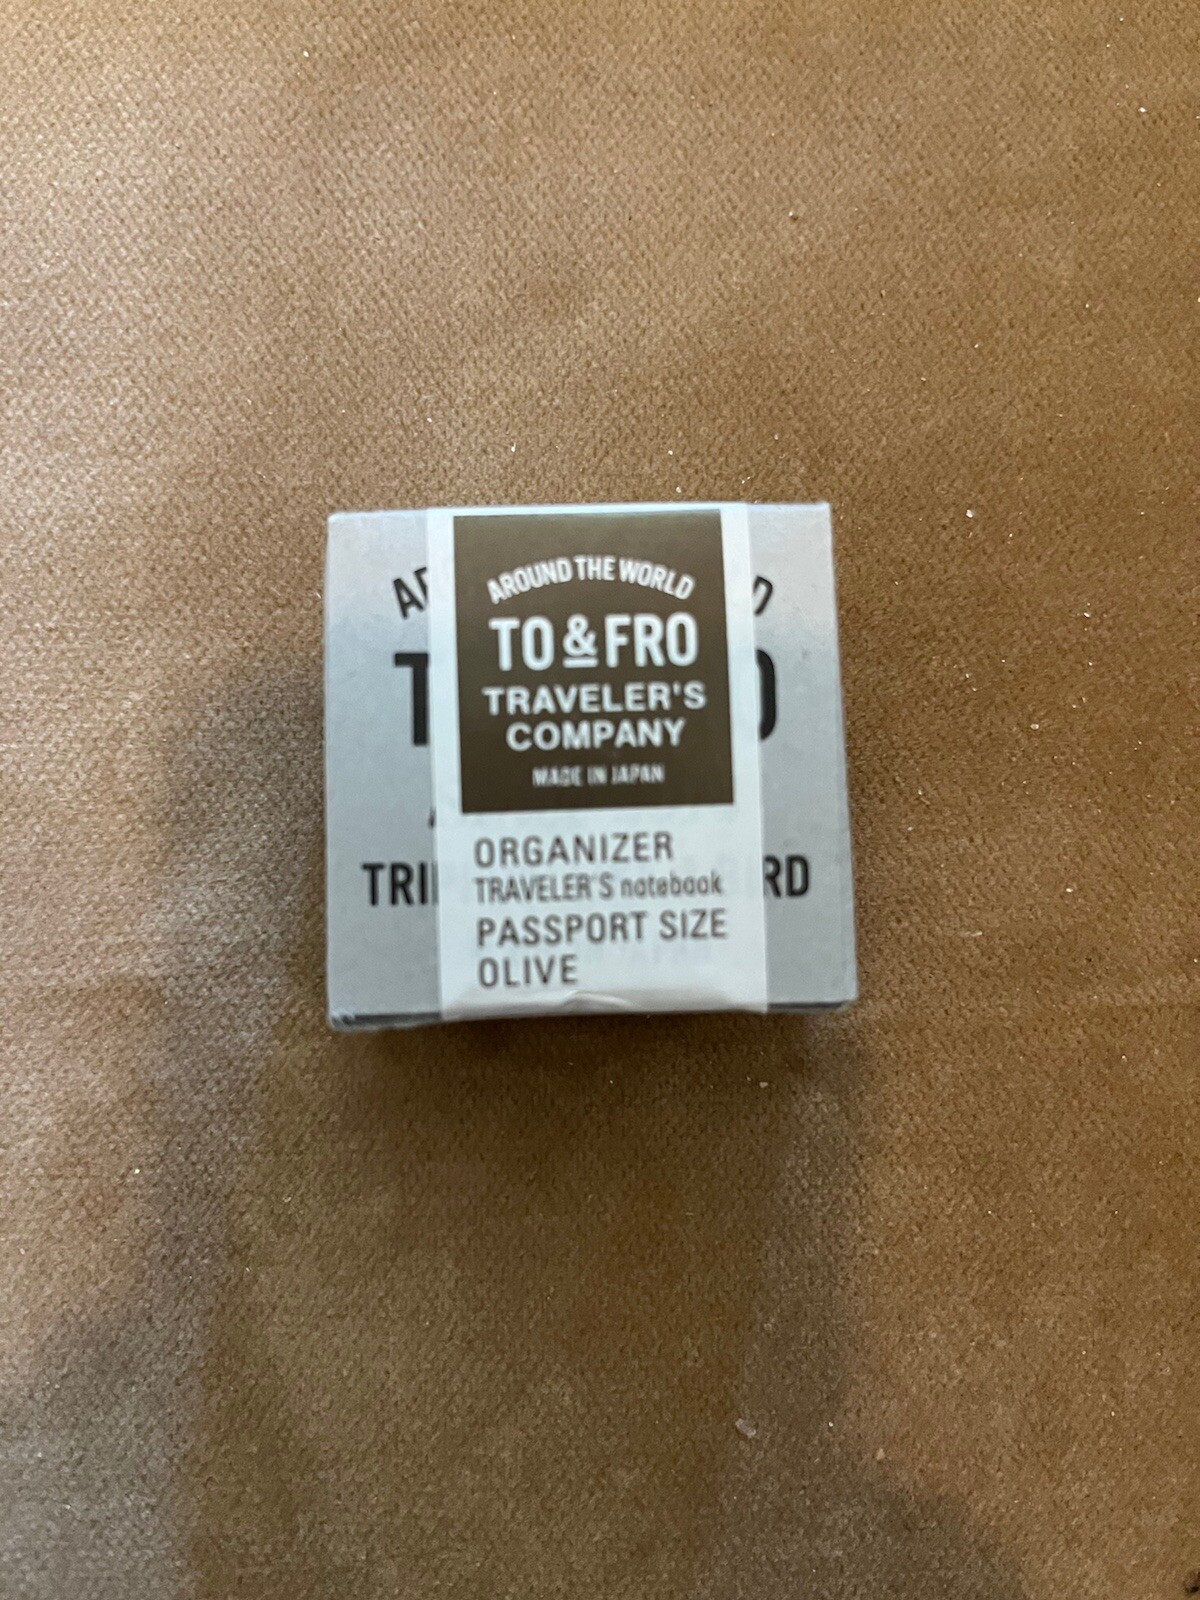 AROUND THE WORLD
TO & FRO
TRAVELER'S
COMPANY
MADE IN JAPAN
ORGANIZER
TRAVELER'S notebook
PASSPORT SIZE
OLIVE